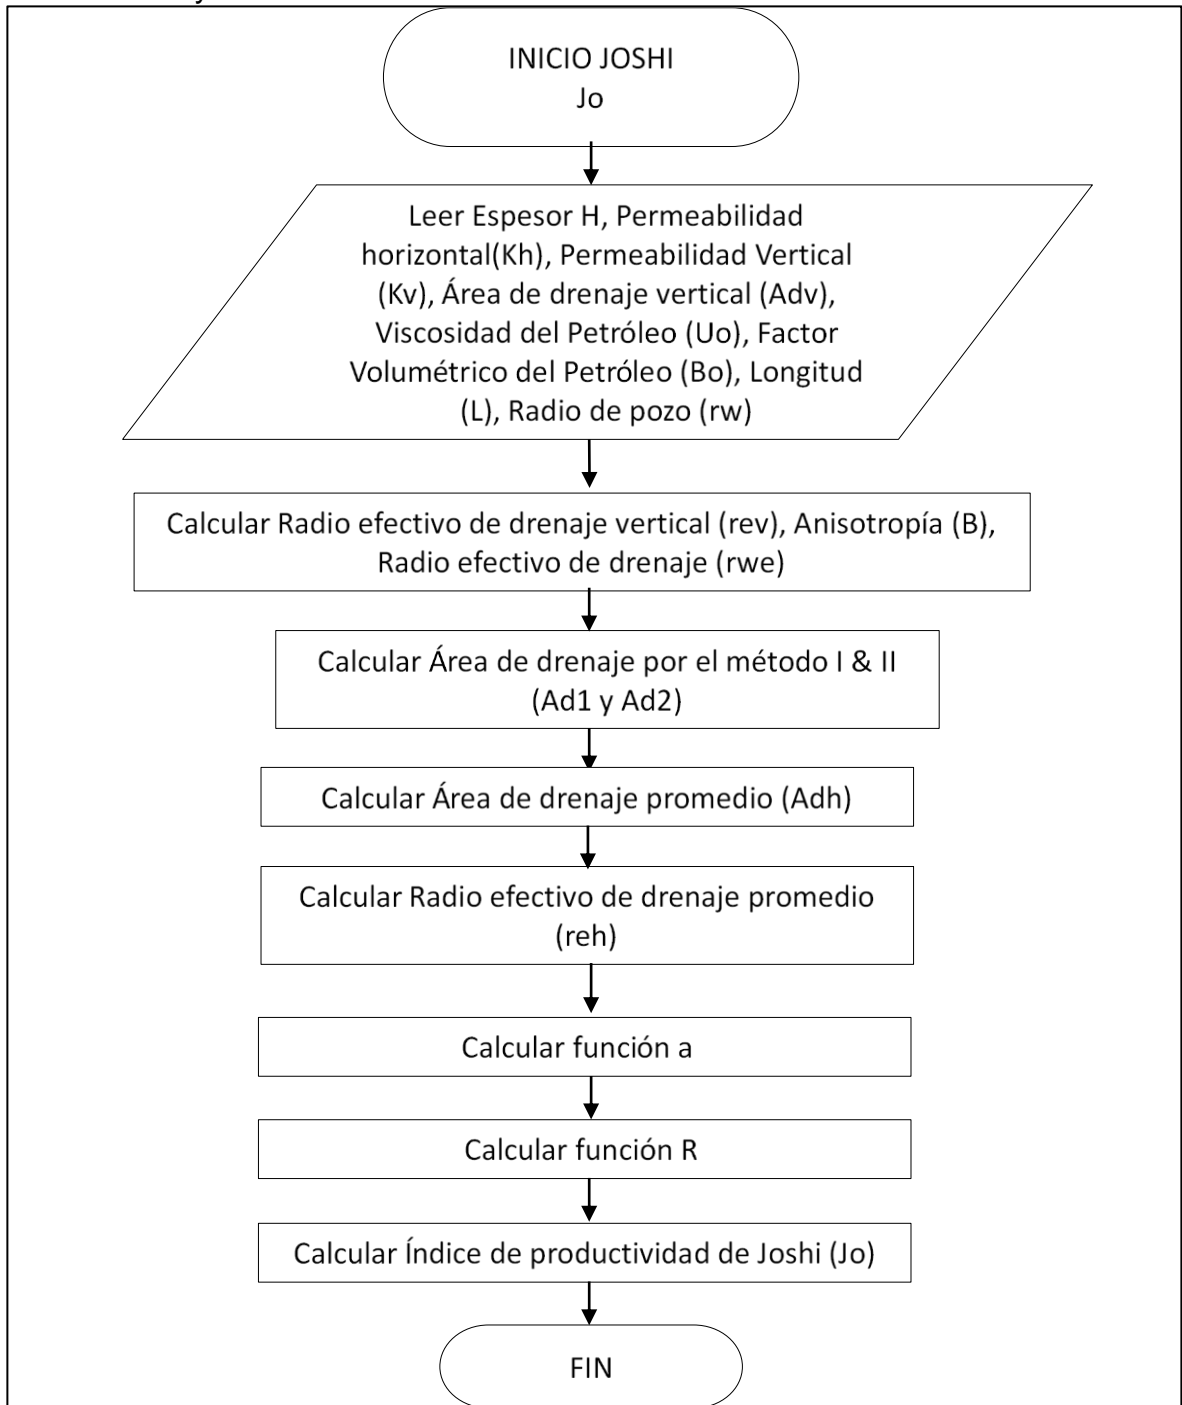 INICIO JOSHI
Jo
Leer Espesor H, Permeabilidad
horizontal(Kh), Permeabilidad Vertical
(Kv), Área de drenaje vertical (Adv),
Viscosidad del Petróleo (Uo), Factor
Volumétrico del Petróleo (Bo), Longitud
(L), Radio de pozo (rw)
Calcular Radio efectivo de drenaje vertical (rev), Anisotropía (B),
Radio efectivo de drenaje (rwe)
Calcular Área de drenaje por el método I & II
(Ad1 y Ad2)
Calcular Área de drenaje promedio (Adh)
Calcular Radio efectivo de drenaje promedio
(reh)
Calcular función a
Calcular función R
Calcular Índice de productividad de Joshi (Jo)
FIN